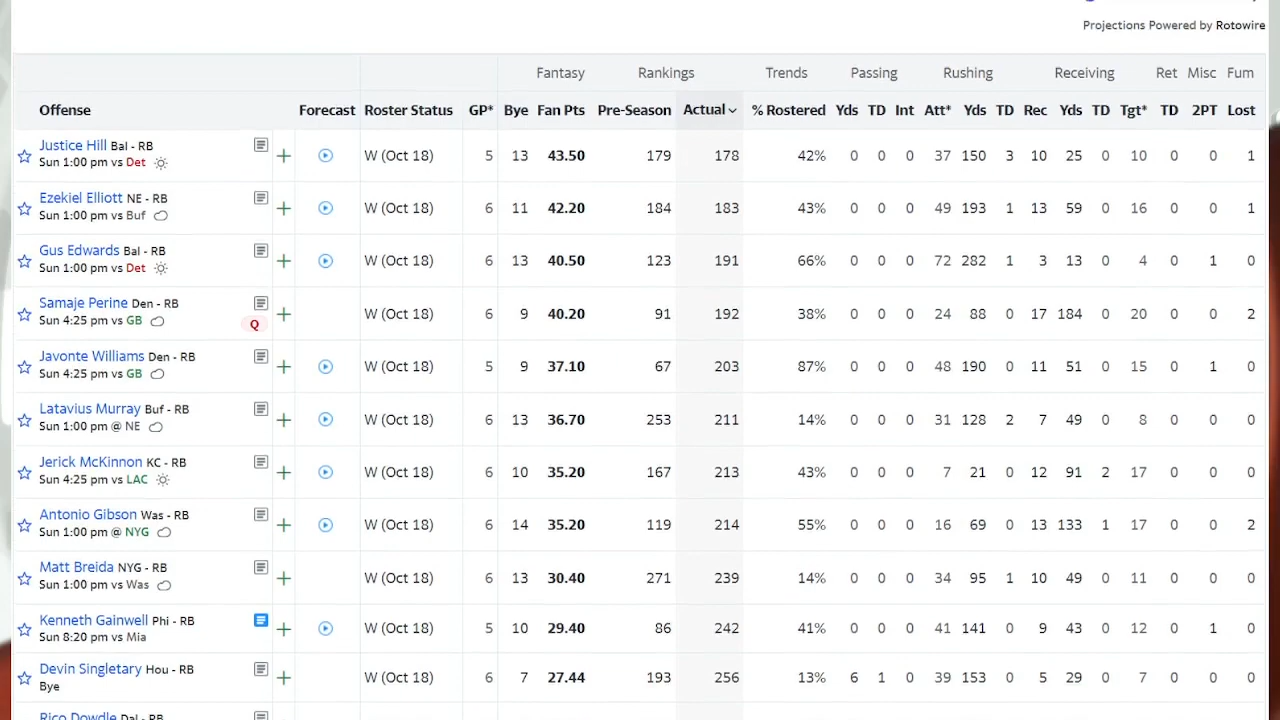 Projections Powered by Rotowire
Fantasy Rankings Trends Passing Rushing Receiving Ret Misc Fum
Offense Forecast Roster Status GP* Bye Fan Pts Pre-Season Actual % Rostered Yds TD Int Att* Yds TD Rec Yds TD Tgt* TD 2PT Lost
Justice Hill Bal - RB
Sun 1:00 pm vs Det
W (Oct 18) 5 13 43.50 179 178 42% 0 0 0 37 150 3 10 25 0 10 0 0 1
Ezekiel Elliott NE - RB
Sun 1:00 pm vs Buf
W (Oct 18) 6 11 42.20 184 183 43% 0 0 0 49 193 1 13 59 0 16 0 0 1
Gus Edwards Bal - RB
Sun 1:00 pm vs Det
W (Oct 18) 6 13 40.50 123 191 66% 0 0 0 72 282 1 3 13 0 4 0 1 0
Samaje Perine Den - RB
Sun 4:25 pm vs GB
Q
W (Oct 18) 6 9 40.20 91 192 38% 0 0 0 24 88 0 17 184 0 20 0 0 2
Javonte Williams Den - RB
Sun 4:25 pm vs GB
W (Oct 18) 5 9 37.10 67 203 87% 0 0 0 48 190 0 11 51 0 15 0 1 0
Latavius Murray Buf - RB
Sun 1:00 pm @ NE
W (Oct 18) 6 13 36.70 253 211 14% 0 0 0 31 128 2 7 49 0 8 0 0 0
Jerick McKinnon KC - RB
Sun 4:25 pm vs LAC
W (Oct 18) 6 10 35.20 167 213 43% 0 0 0 7 21 0 12 91 2 17 0 0 0
Antonio Gibson Was - RB
Sun 1:00 pm @ NYG
W (Oct 18) 6 14 35.20 119 214 55% 0 0 0 16 69 0 13 133 1 17 0 0 2
Matt Breida NYG - RB
Sun 1:00 pm vs Was
W (Oct 18) 6 13 30.40 271 239 14% 0 0 0 34 95 1 10 49 0 11 0 0 0
Kenneth Gainwell Phi - RB
Sun 8:20 pm vs Mia
W (Oct 18) 5 10 29.40 86 242 41% 0 0 0 41 141 0 9 43 0 12 0 1 0
Devin Singletary Hou - RB
Bye
W (Oct 18) 6 7 27.44 193 256 13% 6 1 0 39 153 0 5 29 0 7 0 0 0
Rico Dowdle Dal - RB